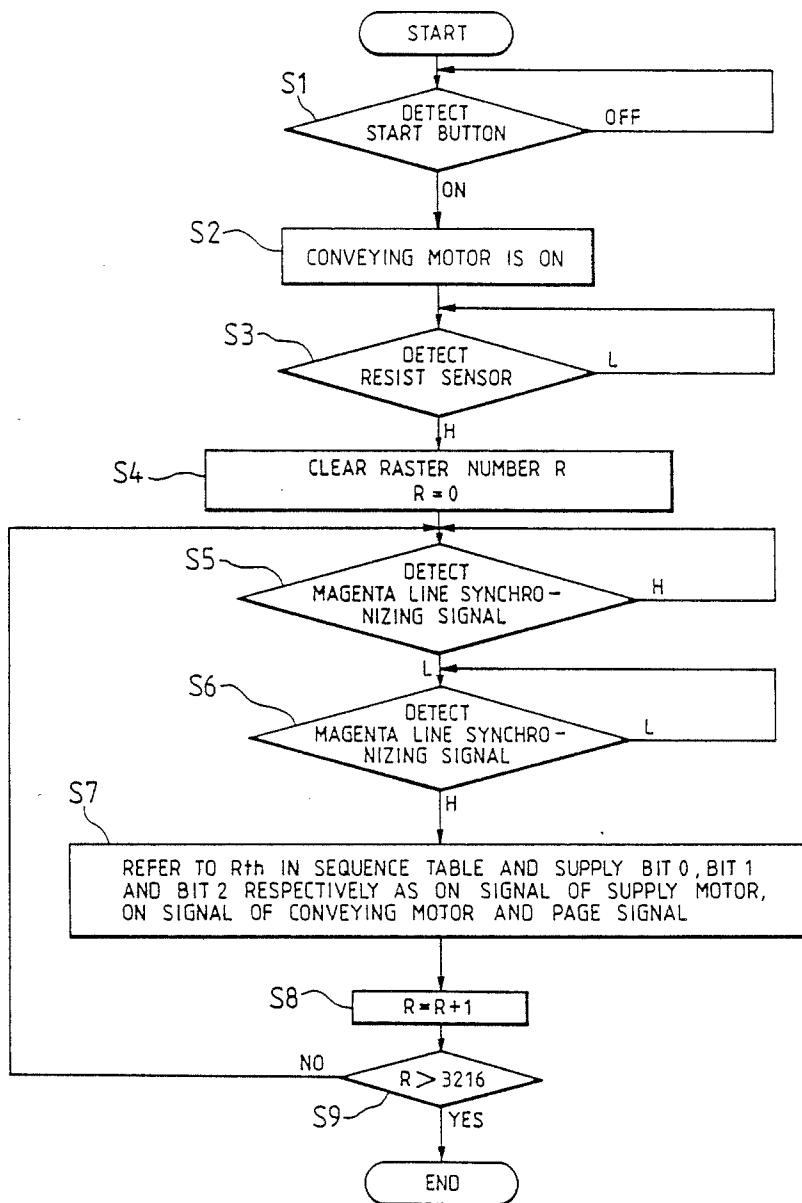 START
S1
DETECT
START BUTTON
OFF
ON
S2
CONVEYING MOTOR IS ON
S3
DETECT
RESIST SENSOR
L
H
S4
CLEAR RASTER NUMBER R
R = 0
S5
DETECT
MAGENTA LINE SYNCHRO-
NIZING SIGNAL
H
L
S6
DETECT
MAGENTA LINE SYNCHRO-
NIZING SIGNAL
L
H
S7
REFER TO Rth IN SEQUENCE TABLE AND SUPPLY BIT 0, BIT 1
AND BIT 2 RESPECTIVELY AS ON SIGNAL OF SUPPLY MOTOR,
ON SIGNAL OF CONVEYING MOTOR AND PAGE SIGNAL
S8
R = R+1
NO
R > 3216
S9
YES
END